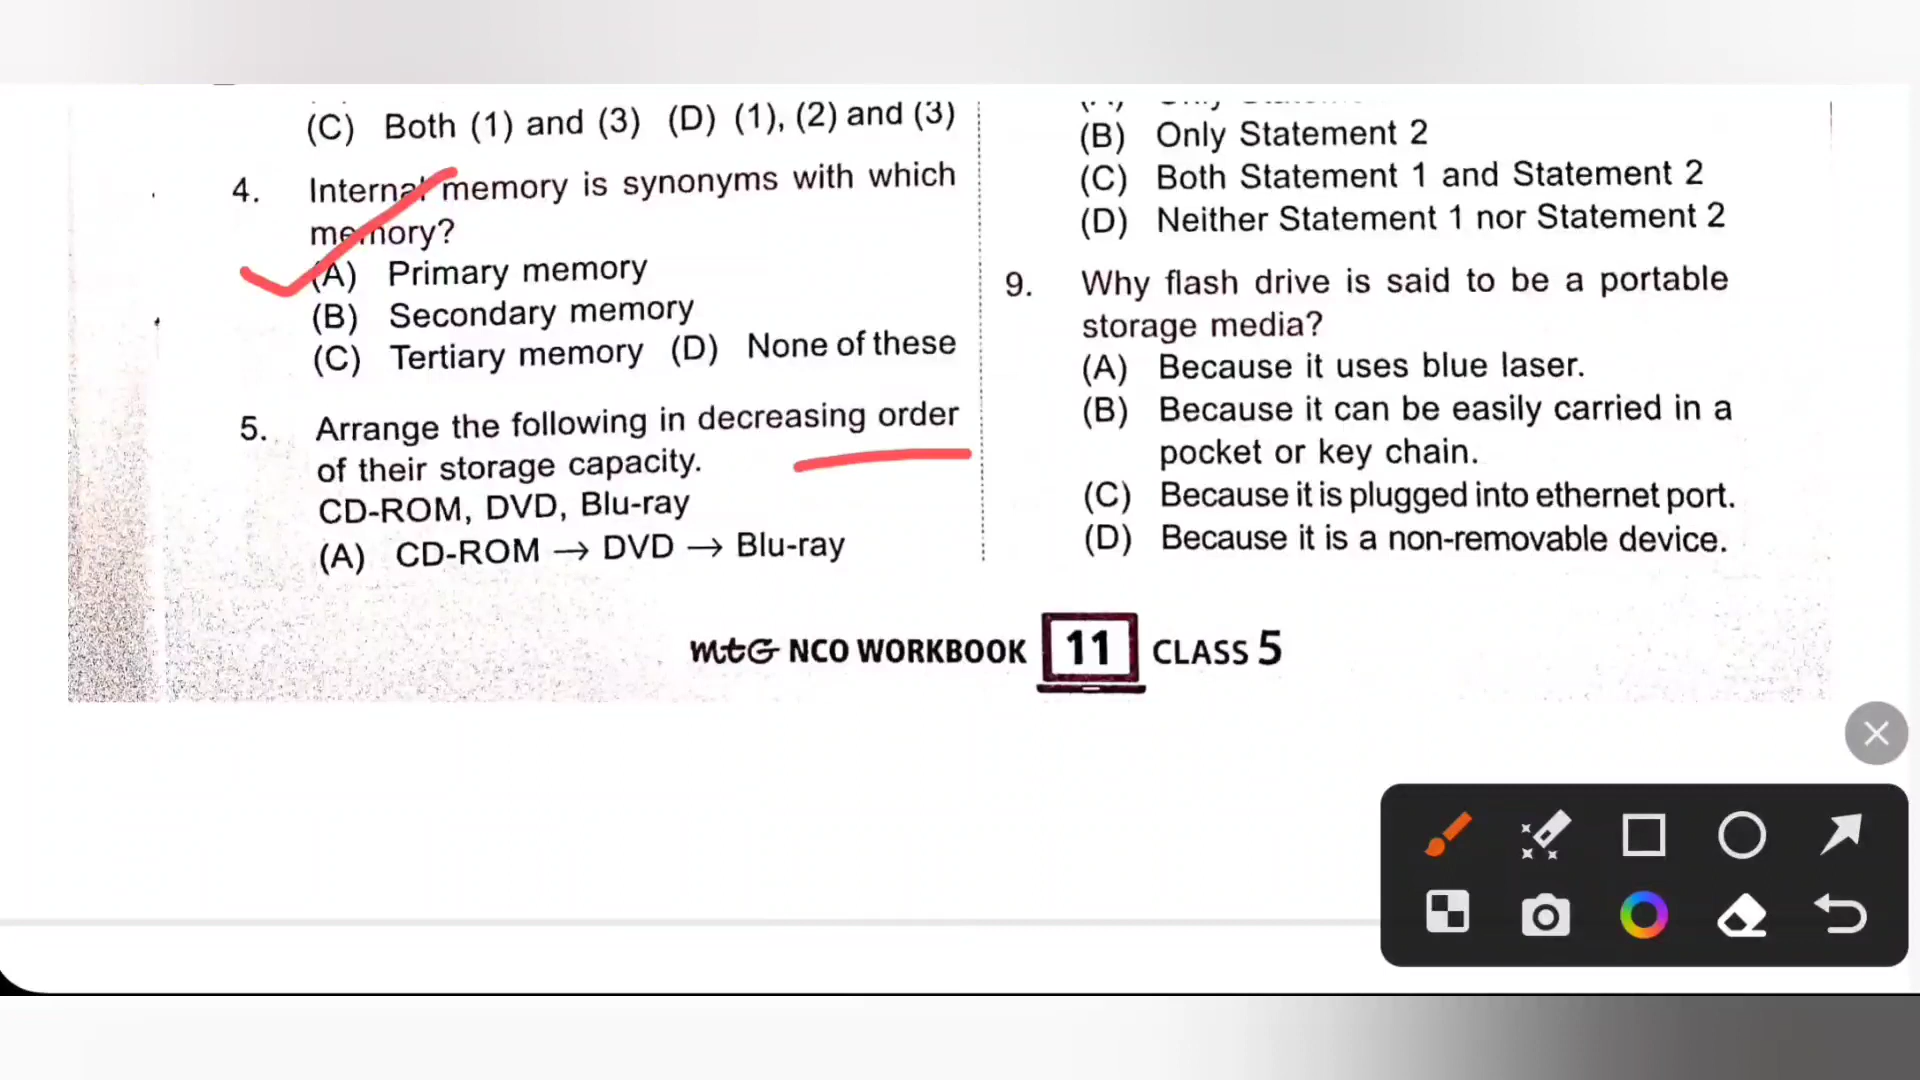 (C) Both (1) and (3) (D) (1), (2) and (3)
4. Internal memory is synonyms with which
memory?
(A) Primary memory
(B) Secondary memory
(C) Tertiary memory (D) None of these
5. Arrange the following in decreasing order
of their storage capacity.
CD-ROM, DVD, Blu-ray
(A) CD-ROM → DVD → Blu-ray
(B) Only Statement 2
(C) Both Statement 1 and Statement 2
(D) Neither Statement 1 nor Statement 2
9. Why flash drive is said to be a portable
storage media?
(A) Because it uses blue laser.
(B) Because it can be easily carried in a
pocket or key chain.
(C) Because it is plugged into ethernet port.
(D) Because it is a non-removable device.
mtG NCO WORKBOOK 11 CLASS 5